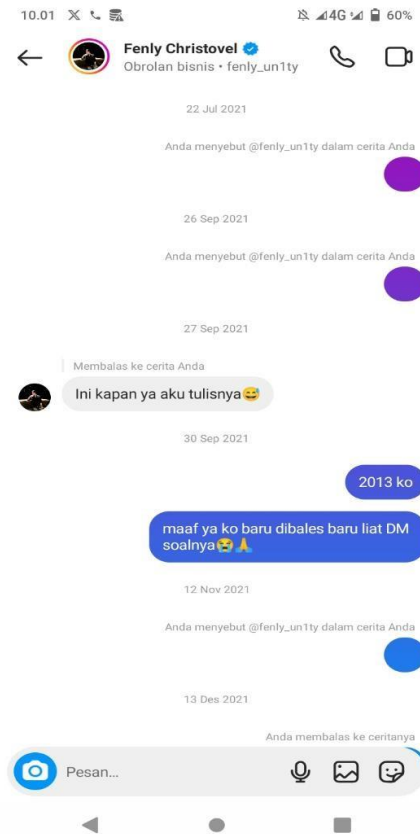 10.01 4G 60%
Fenly Christovel
Obrolan bisnis • fenly_un1ty
22 Jul 2021
Anda menyebut @fenly_un1ty dalam cerita Anda
26 Sep 2021
Anda menyebut @fenly_un1ty dalam cerita Anda
27 Sep 2021
Membalas ke cerita Anda
Ini kapan ya aku tulisnya😅
30 Sep 2021
2013 ko
maaf ya ko baru dibales baru liat DM
soalnya😭🙏
12 Nov 2021
Anda menyebut @fenly_un1ty dalam cerita Anda
13 Des 2021
Anda membalas ke ceritanya
Pesan...